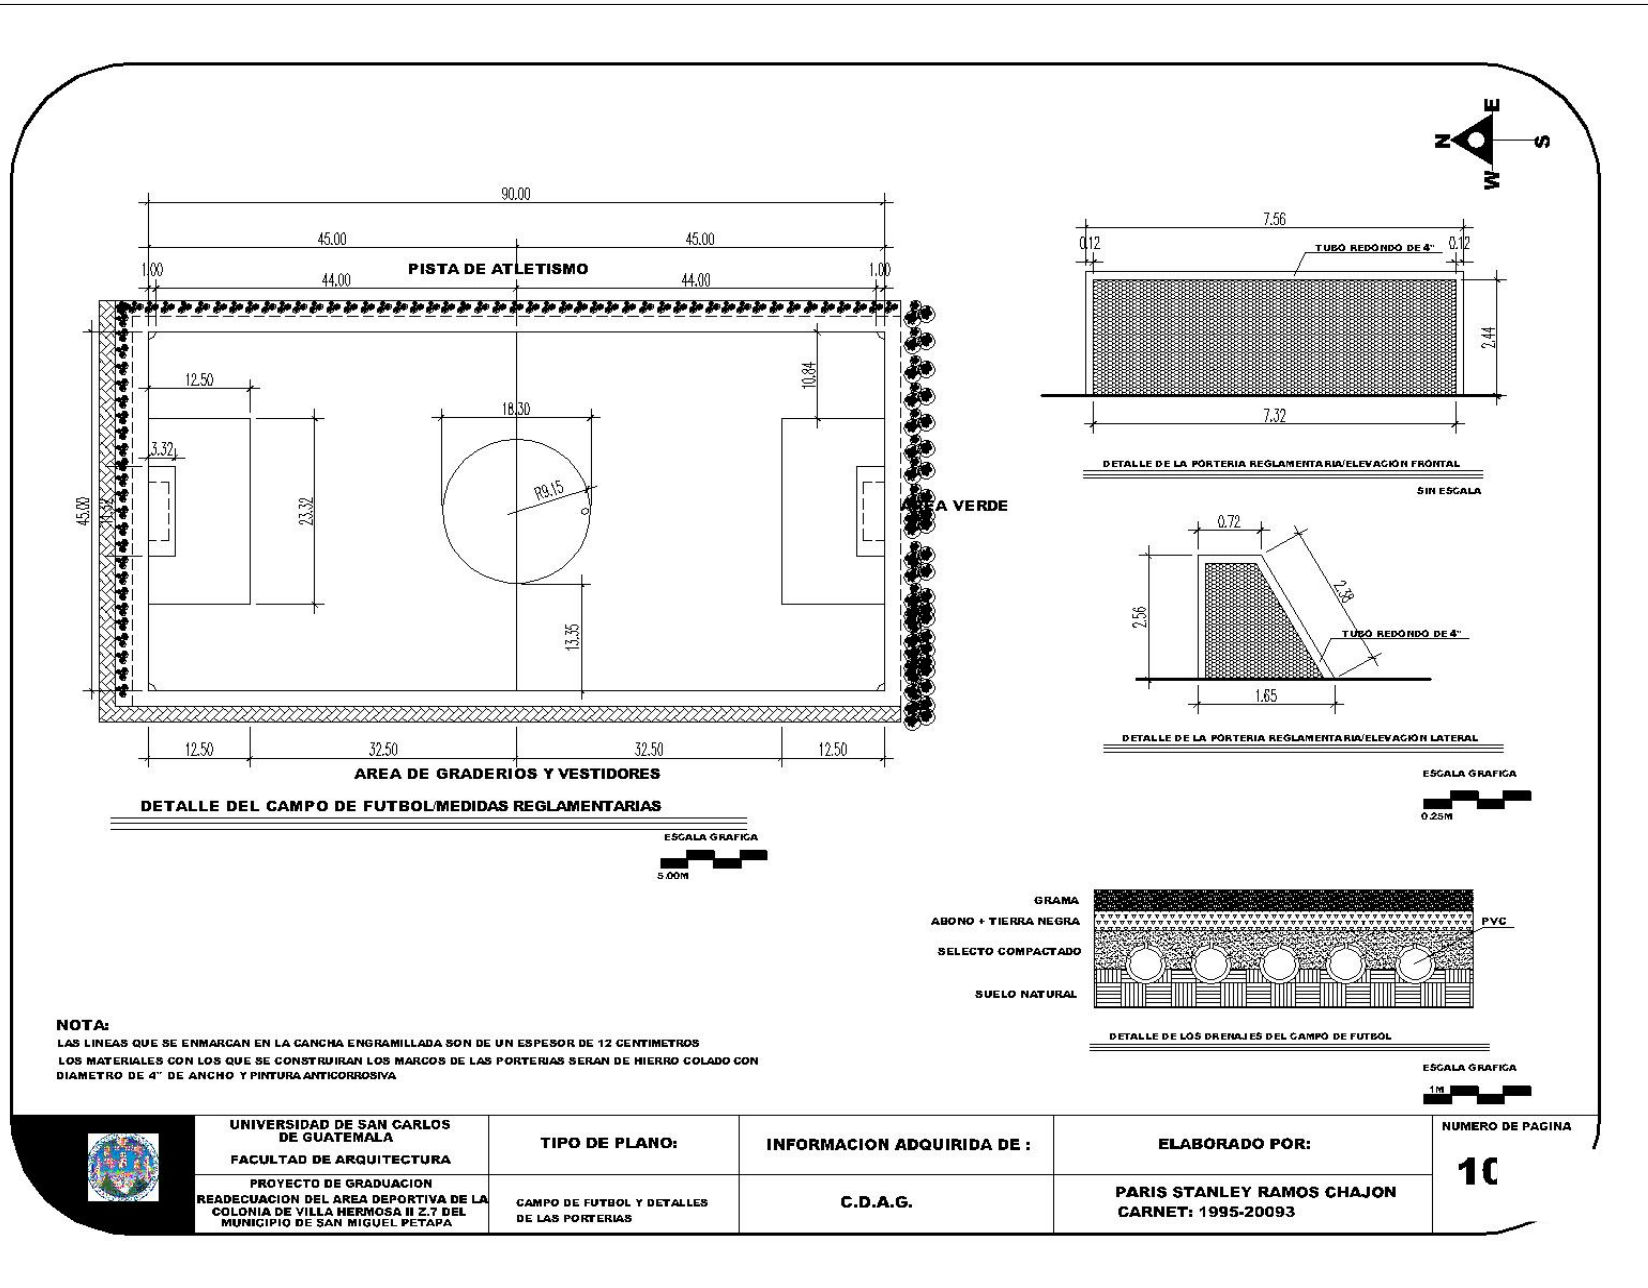 E
N
S
W
90.00
45.00
45.00
PISTA DE ATLETISMO
1.00
44.00
44.00
1.00
12.50
10.84
18.30
3.32
45.00
23.32
R9.15
AREA VERDE
13.35
12.50
32.50
32.50
12.50
AREA DE GRADERIOS Y VESTIDORES
DETALLE DEL CAMPO DE FUTBOL/MEDIDAS REGLAMENTARIAS
ESCALA GRAFICA
5.00M
7.56
0.12
TUBO REDONDO DE 4"
0.12
2.44
7.32
DETALLE DE LA PORTERIA REGLAMENTARIA/ELEVACION FRONTAL
SIN ESCALA
0.72
2.56
2.38
TUBO REDONDO DE 4"
1.65
DETALLE DE LA PORTERIA REGLAMENTARIA/ELEVACION LATERAL
ESCALA GRAFICA
0.25M
GRAMA
ABONO + TIERRA NEGRA
PVC
SELECTO COMPACTADO
SUELO NATURAL
DETALLE DE LOS DRENAJES DEL CAMPO DE FUTBOL
ESCALA GRAFICA
1M
NOTA:
LAS LINEAS QUE SE ENMARCAN EN LA CANCHA ENGRAMILLADA SON DE UN ESPESOR DE 12 CENTIMETROS
LOS MATERIALES CON LOS QUE SE CONSTRUIRAN LOS MARCOS DE LAS PORTERIAS SERAN DE HIERRO COLADO CON
DIAMETRO DE 4" DE ANCHO Y PINTURA ANTICORROSIVA
UNIVERSIDAD DE SAN CARLOS
DE GUATEMALA
FACULTAD DE ARQUITECTURA
PROYECTO DE GRADUACION
READECUACION DEL AREA DEPORTIVA DE LA
COLONIA DE VILLA HERMOSA II Z.7 DEL
MUNICIPIO DE SAN MIGUEL PETAPA
TIPO DE PLANO:
CAMPO DE FUTBOL Y DETALLES
DE LAS PORTERIAS
INFORMACION ADQUIRIDA DE :
C.D.A.G.
ELABORADO POR:
PARIS STANLEY RAMOS CHAJON
CARNET: 1995-20093
NUMERO DE PAGINA